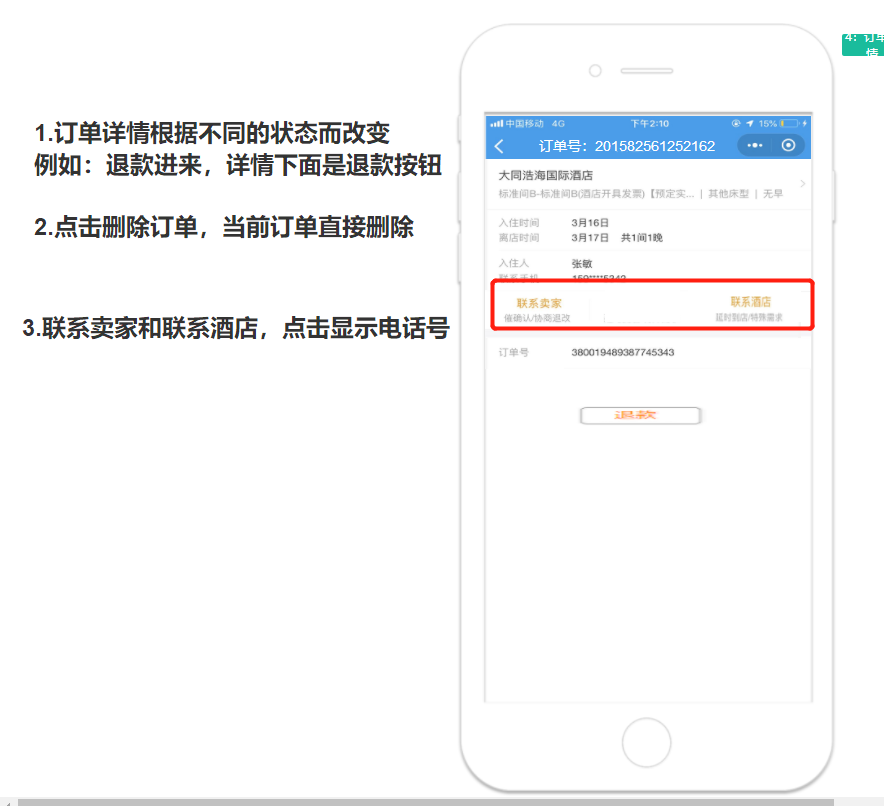 4：订单
情
1.订单详情根据不同的状态而改变
例如：退款进来，详情下面是退款按钮
2.点击删除订单，当前订单直接删除
3.联系卖家和联系酒店，点击显示电话号
中国移动 4G 下午2:10 15%
订单号：201582561252162
大同浩海国际酒店
标准间B-标准间B(酒店开具发票)【预定实... | 其他床型 | 无早
入住时间 3月16日
离店时间 3月17日 共1间1晚
入住人 张敏
联系手机 159****5343
联系卖家 联系酒店
催确认/协商退改 延时到店/特殊需求
订单号 380019489387745343
退款